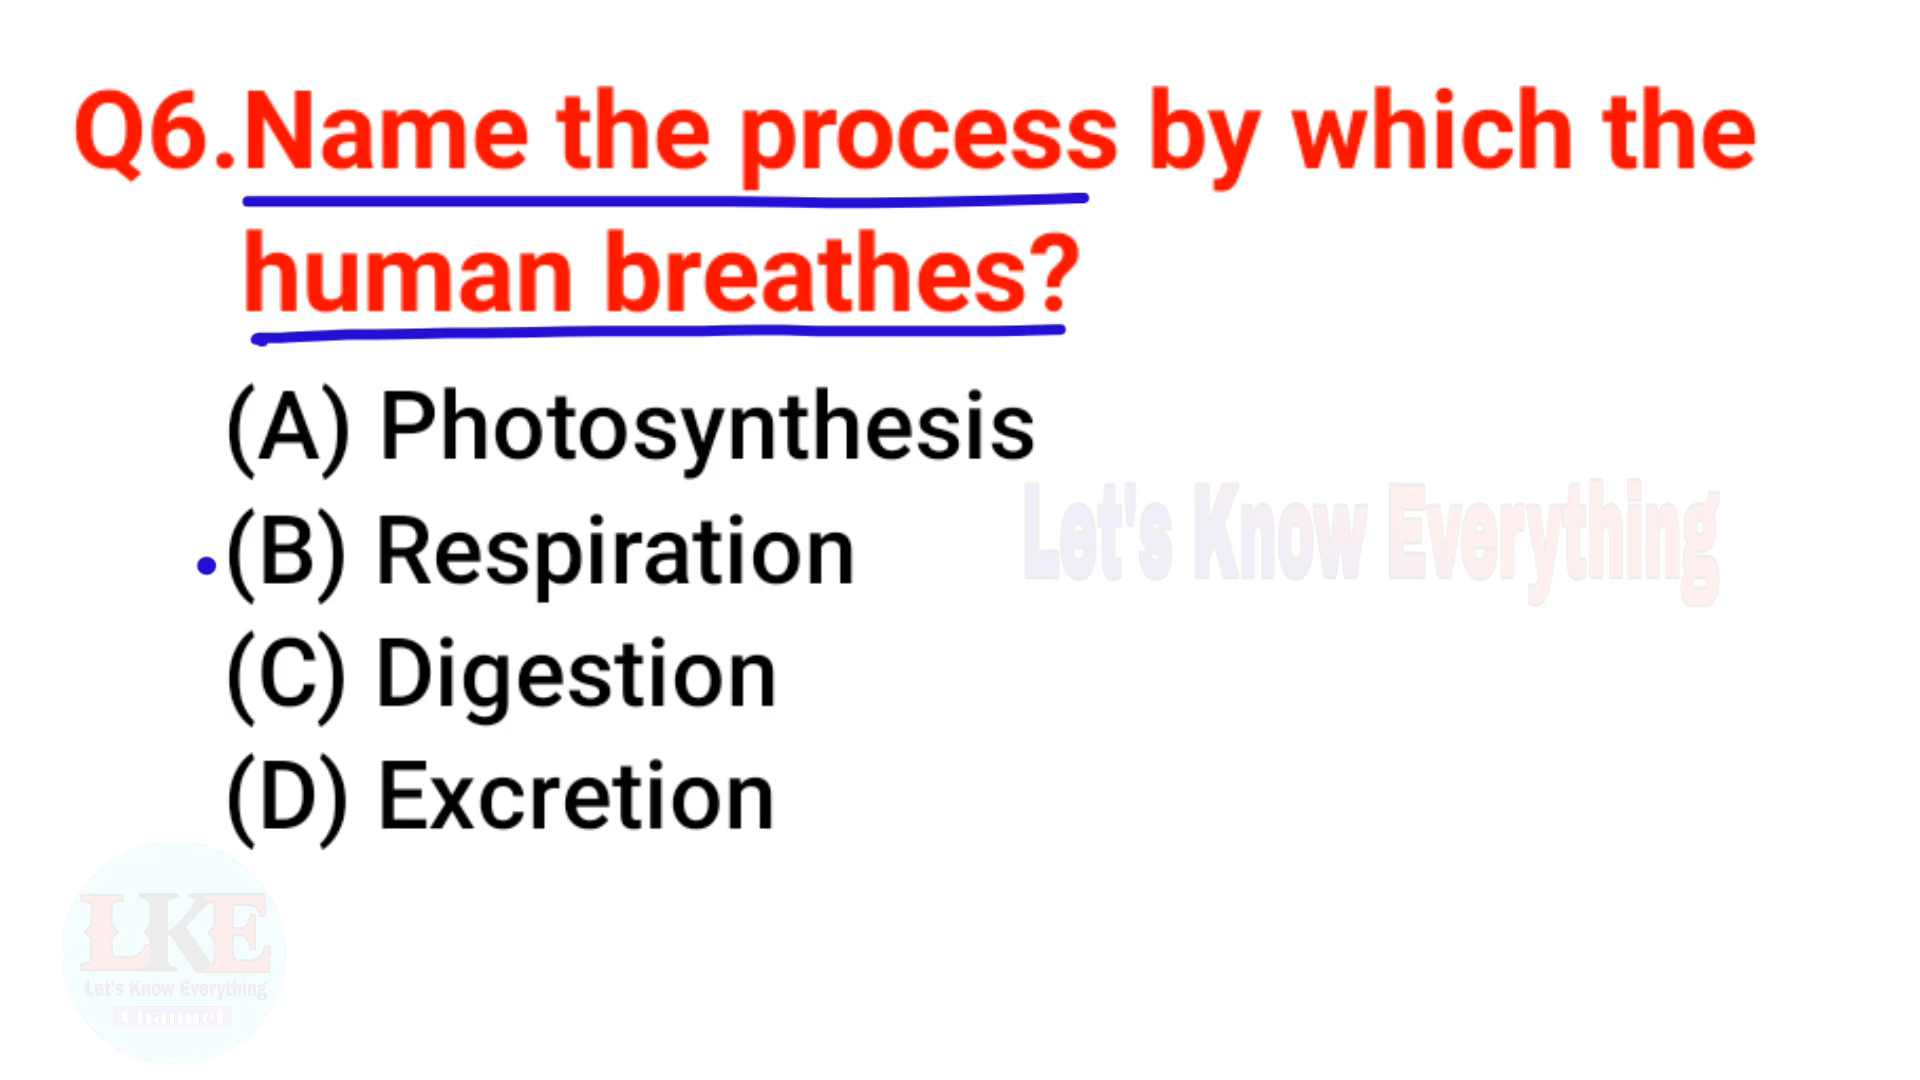 Q6.Name the process by which the
human breathes?
(A) Photosynthesis
(B) Respiration
Let's Know Everything
(C) Digestion
(D) Excretion
LKE
Let's Know Everything
Channel